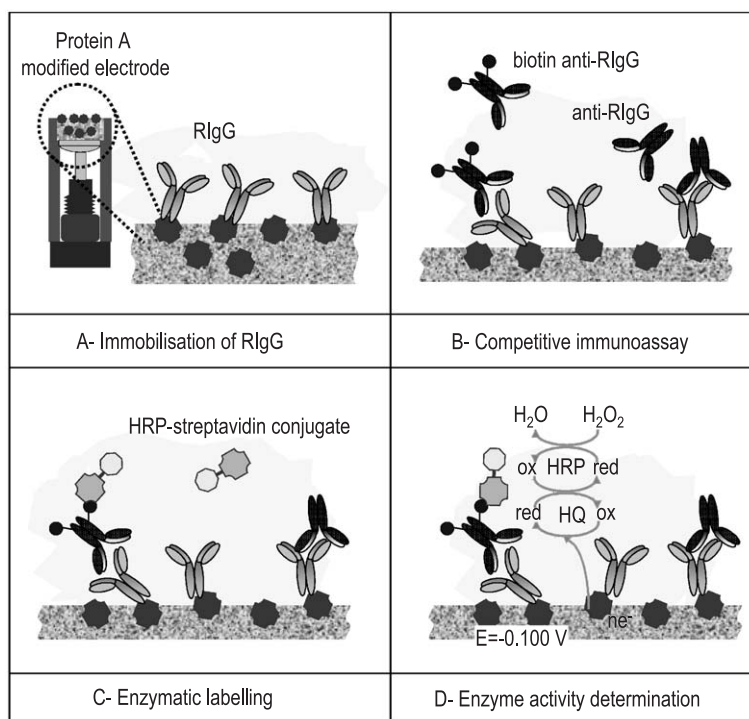 Protein A
modified electrode
RIgG
A- Immobilisation of RIgG
biotin anti-RIgG
anti-RIgG
B- Competitive immunoassay
HRP-streptavidin conjugate
C- Enzymatic labelling
H₂O H₂O₂
ox HRP red
red HQ ox
ne⁻
E=-0.100 V
D- Enzyme activity determination